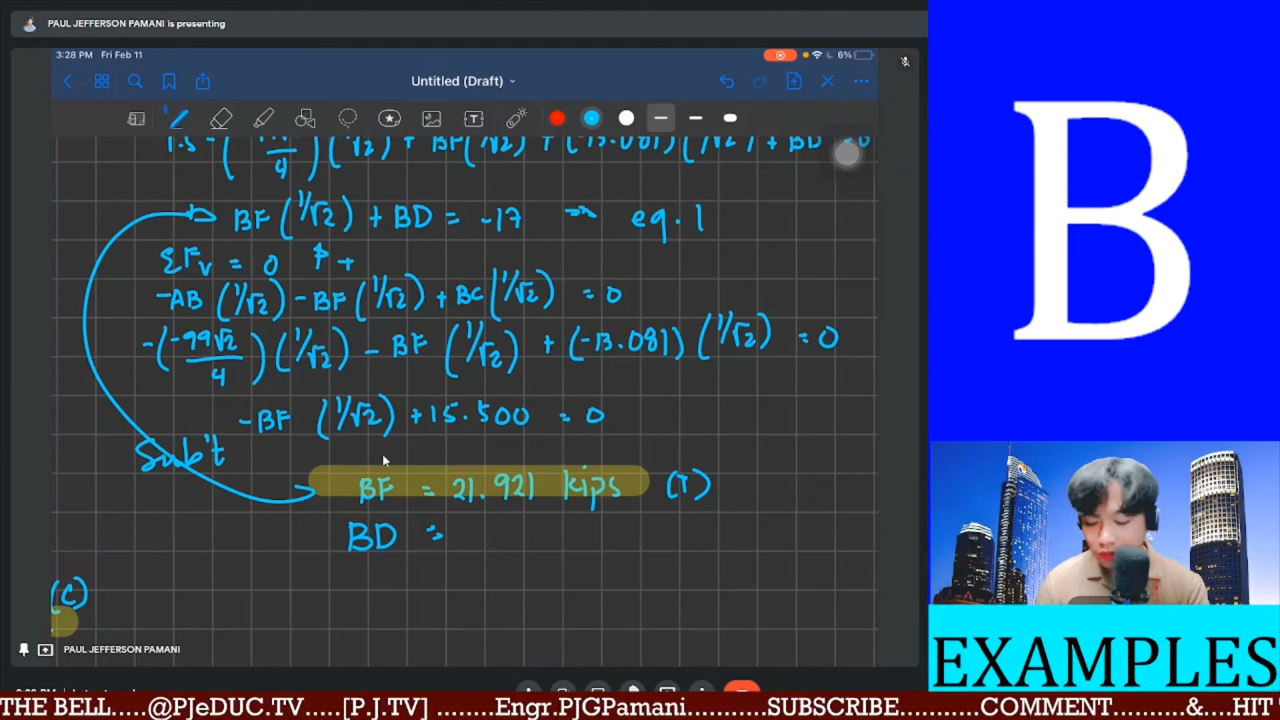 PAUL JEFFERSON PAMANI is presenting
3:28 PM Fri Feb 11
6%
Untitled (Draft)
BF (1/√2) + BD = -17 eq. 1
ΣFv = 0 +
-AB (1/√2) - BF (1/√2) + BC (1/√2) = 0
-(-99√2/4) (1/√2) - BF (1/√2) + (-13.081) (1/√2) = 0
-BF (1/√2) + 15.500 = 0
Sub't
BF = 21.921 kips (T)
BD =
(C)
PAUL JEFFERSON PAMANI
B
EXAMPLES
THE BELL.....@PJeDUC.TV.....[P.J.TV] ........Engr.PJGPamani........SUBSCRIBE......COMMENT........&....HIT